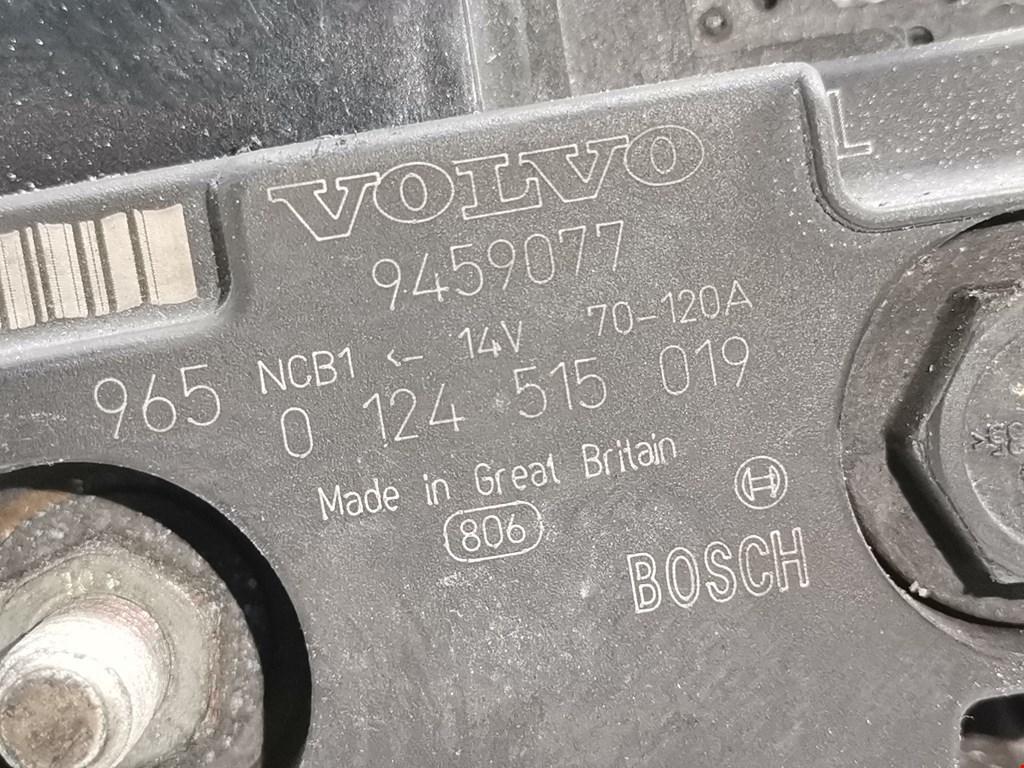 VOLVO
9459077
NCB1 <- 14V 70-120A
965
0 124 515 019
Made in Great Britain
806
BOSCH
L